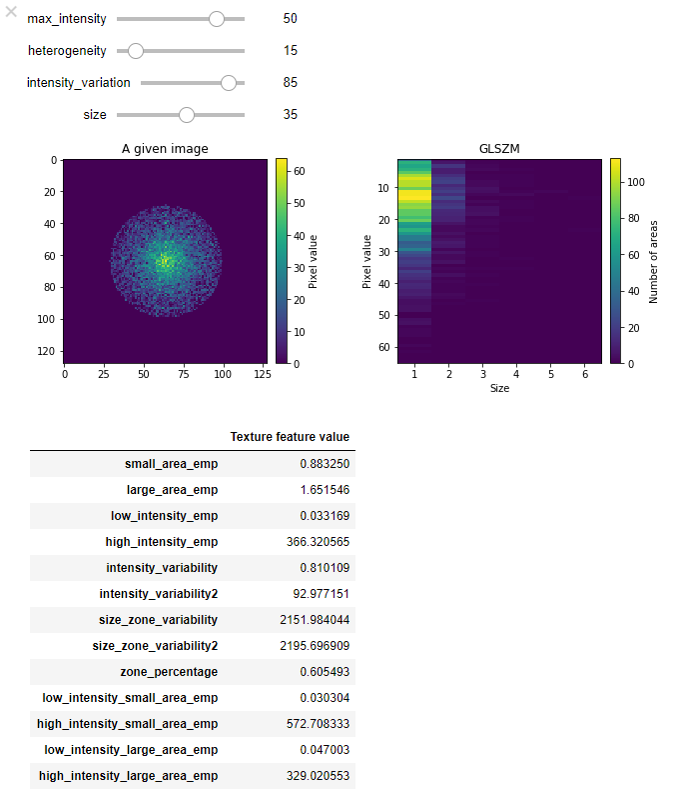 max_intensity 50
heterogeneity 15
intensity_variation 85
size 35
A given image
0
20
40
60
80
100
120
0 25 50 75 100 125
60
50
40
30
20
10
0
Pixel value
GLSZM
Pixel value
10
20
30
40
50
60
1 2 3 4 5 6
Size
100
80
60
40
20
0
Number of areas
Texture feature value
small_area_emp 0.883250
large_area_emp 1.651546
low_intensity_emp 0.033169
high_intensity_emp 366.320565
intensity_variability 0.810109
intensity_variability2 92.977151
size_zone_variability 2151.984044
size_zone_variability2 2195.696909
zone_percentage 0.605493
low_intensity_small_area_emp 0.030304
high_intensity_small_area_emp 572.708333
low_intensity_large_area_emp 0.047003
high_intensity_large_area_emp 329.020553